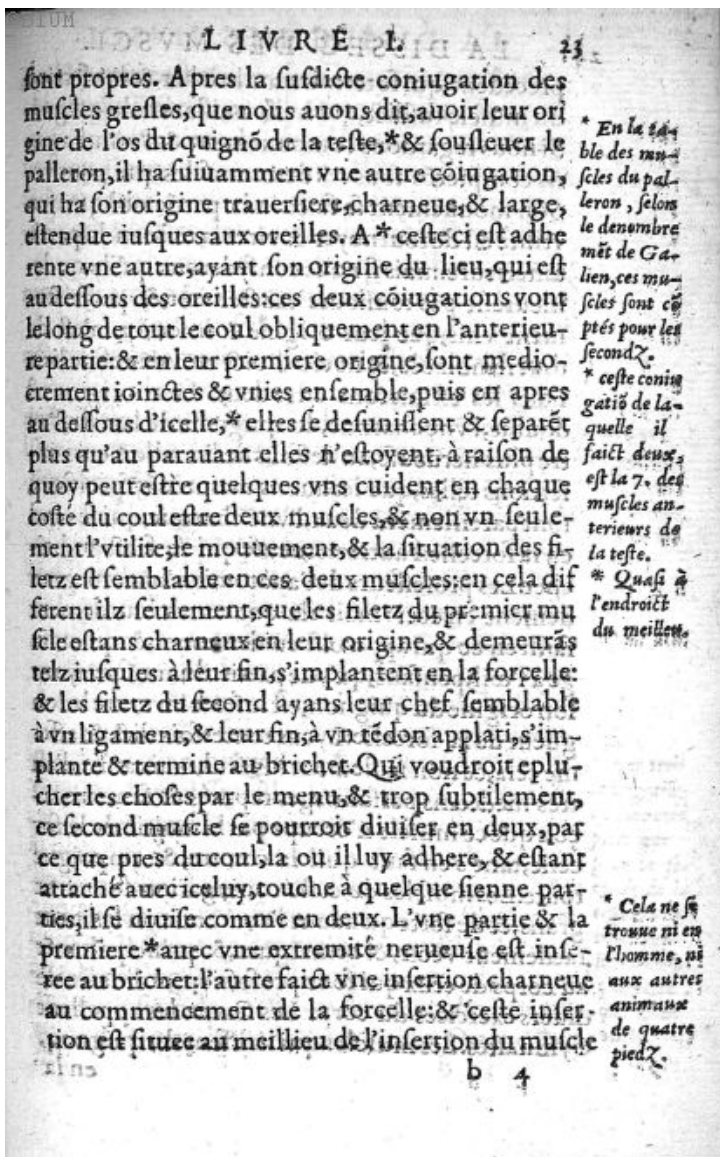 LIVRE I. 23
ſont propres. Apres la ſuſdicte coniugation des
muſcles greſles,que nous auons dit,auoir leur ori
gine de l'os du quignõ de la teſte,*& ſouſleuer le
palleron,il ha ſuiuamment vne autre cõiugation,
qui ha ſon origine trauerſiere,charneue,& large,
eſtendue iuſques aux oreilles. A * ceſte ci eſt adhe
rente vne autre,ayant ſon origine du lieu,qui eſt
au deſſous des oreilles:ces deux cõiugations vont
le long de tout le coul obliquement en l'anterieu-
re partie:& en leur premiere origine,ſont medio-
crement ioinctes & vnies enſemble,puis en apres
au deſſous d'icelle,* elles ſe deſuniſſent & ſeparẽt
plus qu'au parauant elles n'eſtoyent. à raiſon de
quoy peut eſtre quelques vns cuident en chaque
coſte du coul eſtre deux muſcles,& non vn ſeule-
ment l'vtilite,le mouuement,& la ſituation des fi-
letz eſt ſemblable en ces deux muſcles:en cela dif
ferent ilz ſeulement,que les filetz du premier mu
ſcle eſtans charneux en leur origine,& demeurãs
telz iuſques à leur fin,s'implantent en la forçelle:
& les filetz du ſecond ayans leur chef ſemblable
à vn ligament,& leur fin,à vn tẽdon applati,s'im-
plante & termine au brichet. Qui voudroit eplu-
cher les choſes par le menu,& trop ſubtilement,
ce ſecond muſcle ſe pourroit diuiſer en deux,par
ce que pres du coul,la ou il luy adhere, & eſtant
attaché auec iceluy,touche à quelque ſienne par-
ties,il ſe diuiſe comme en deux. L'vne partie & la
premiere *auec vne extremité nerueuſe eſt inſe-
ree au brichet:l'autre faict vne inſertion charneue
au commencement de la forcelle:& ceſte inſer-
tion eſt ſituee au meillieu de l'inſertion du muſcle
b 4
* En la ta-
ble des mu-
ſcles du pal-
leron, ſelon
le denombre
mẽt de Ga-
lien,ces mu-
ſcles ſont cõ
ptés pour les
ſecondz.
* ceſte coniu
gatiõ de la-
quelle il
faict deux,
eſt la 7. des
muſcles an-
terieurs de
la teſte.
* Quaſi à
l'endroict
du meilleu.
* Cela ne ſe
trouue ni en
l'homme, ni
aux autres
animaux
de quatre
piedz.